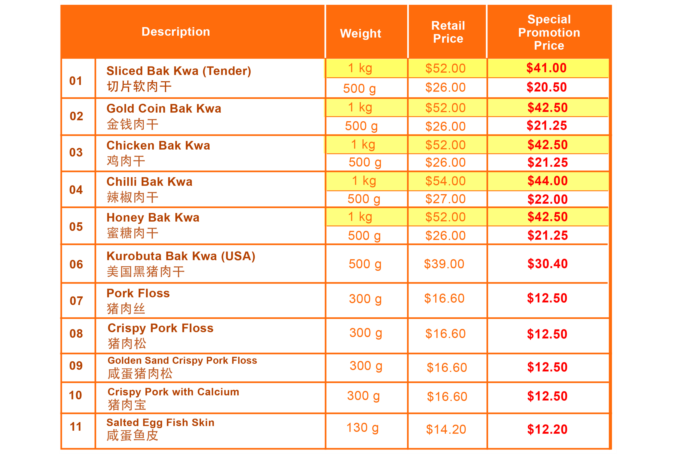 Description Weight Retail Price Special Promotion Price
01 Sliced Bak Kwa (Tender) 1 kg $52.00 $41.00
切片软肉干 500 g $26.00 $20.50
02 Gold Coin Bak Kwa 1 kg $52.00 $42.50
金钱肉干 500 g $26.00 $21.25
03 Chicken Bak Kwa 1 kg $52.00 $42.50
鸡肉干 500 g $26.00 $21.25
04 Chilli Bak Kwa 1 kg $54.00 $44.00
辣椒肉干 500 g $27.00 $22.00
05 Honey Bak Kwa 1 kg $52.00 $42.50
蜜糖肉干 500 g $26.00 $21.25
06 Kurobuta Bak Kwa (USA) 500 g $39.00 $30.40
美国黑猪肉干
07 Pork Floss 300 g $16.60 $12.50
猪肉丝
08 Crispy Pork Floss 300 g $16.60 $12.50
猪肉松
09 Golden Sand Crispy Pork Floss 300 g $16.60 $12.50
咸蛋猪肉松
10 Crispy Pork with Calcium 300 g $16.60 $12.50
猪肉宝
11 Salted Egg Fish Skin 130 g $14.20 $12.20
咸蛋鱼皮